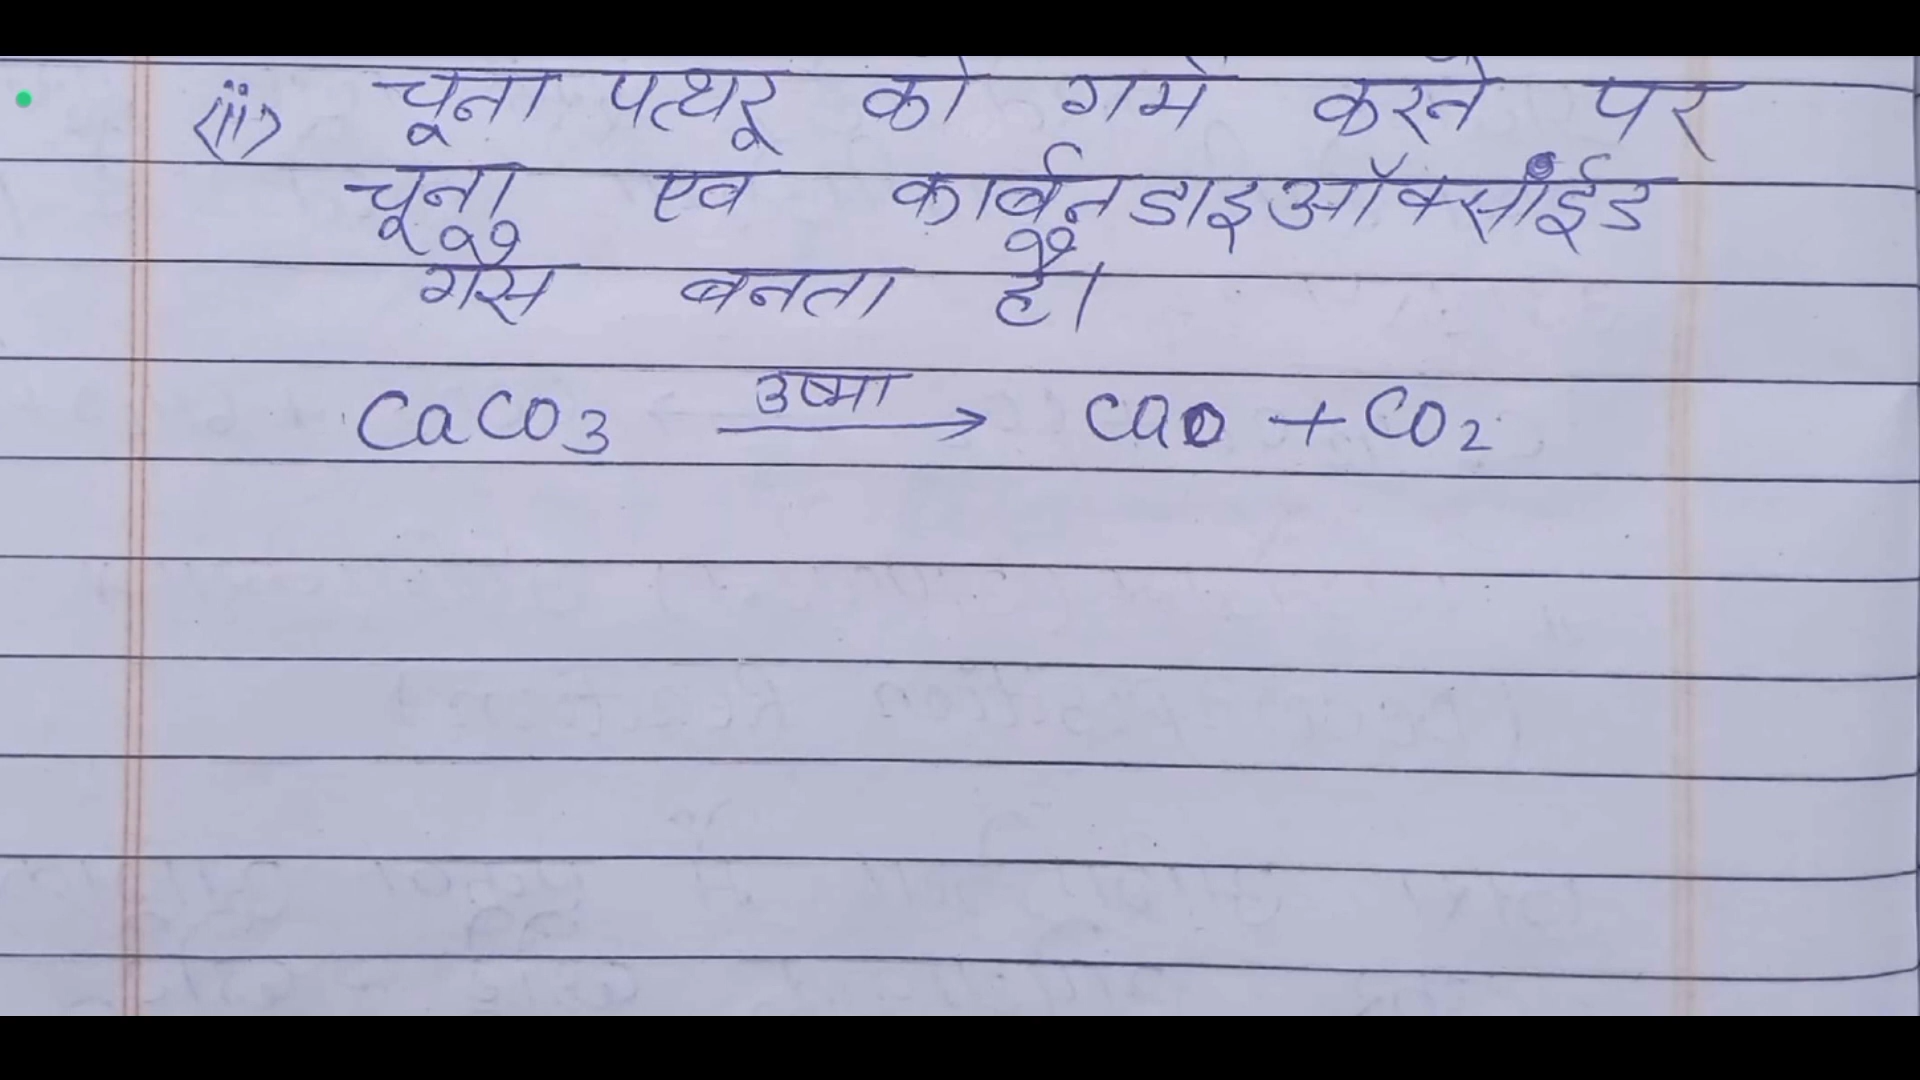 (ii) चूना पत्थर को गर्म करने पर
चूना एव कार्बनडाइऑक्साईड
गैस बनता है।
CaCO3 उष्मा → CaO + CO2